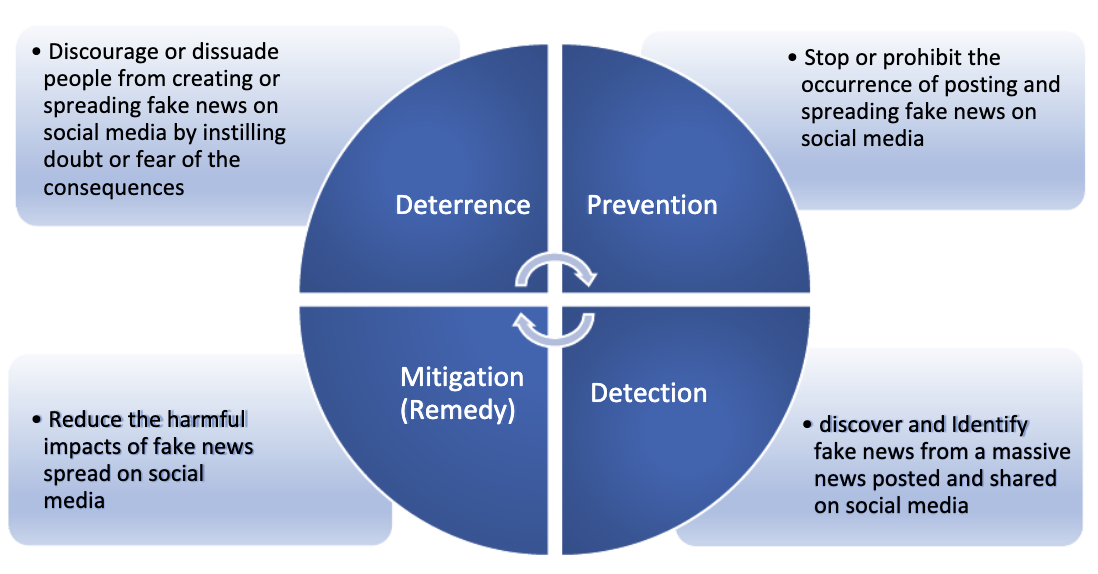 • Discourage or dissuade
people from creating or
spreading fake news on
social media by instilling
doubt or fear of the
consequences
• Stop or prohibit the
occurrence of posting and
spreading fake news on
social media
Deterrence
Prevention
Mitigation
(Remedy)
Detection
• Reduce the harmful
impacts of fake news
spread on social
media
• discover and Identify
fake news from a massive
news posted and shared
on social media